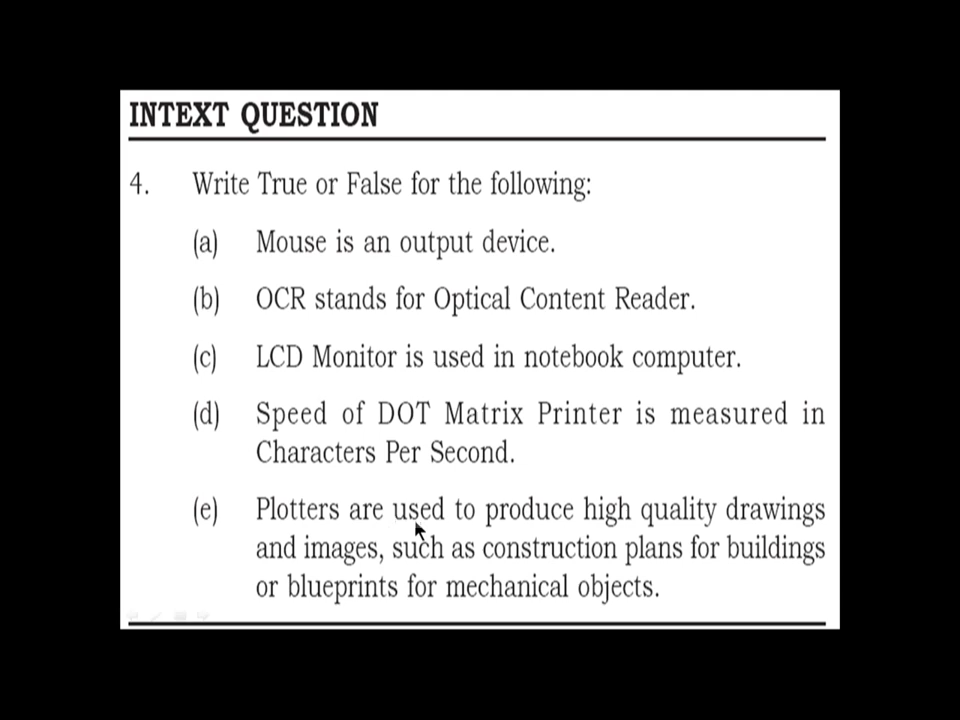 INTEXT QUESTION
4. Write True or False for the following:
(a) Mouse is an output device.
(b) OCR stands for Optical Content Reader.
(c) LCD Monitor is used in notebook computer.
(d) Speed of DOT Matrix Printer is measured in
Characters Per Second.
(e) Plotters are used to produce high quality drawings
and images, such as construction plans for buildings
or blueprints for mechanical objects.